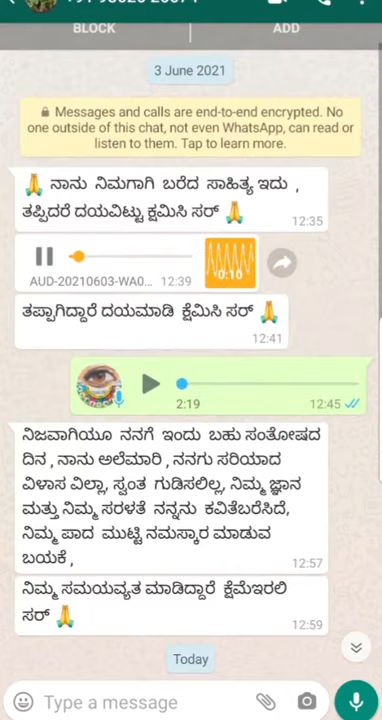 BLOCK
ADD
3 June 2021
Messages and calls are end-to-end encrypted. No
one outside of this chat, not even WhatsApp, can read or
listen to them. Tap to learn more.
🙏 ನಾನು ನಿಮಗಾಗಿ ಬರೆದ ಸಾಹಿತ್ಯ ಇದು ,
ತಪ್ಪಿದರೆ ದಯವಿಟ್ಟು ಕ್ಷಮಿಸಿ ಸರ್ 🙏
12:35
0:10
AUD-20210603-WA0... 12:39
ತಪ್ಪಾಗಿದ್ದಾರೆ ದಯಮಾಡಿ ಕ್ಷೆಮಿಸಿ ಸರ್ 🙏
12:41
2:19
12:45
ನಿಜವಾಗಿಯೂ ನನಗೆ ಇಂದು ಬಹು ಸಂತೋಷದ
ದಿನ , ನಾನು ಅಲೆಮಾರಿ , ನನಗು ಸರಿಯಾದ
ವಿಳಾಸ ವಿಲ್ಲಾ, ಸ್ವಂತ ಗುಡಿಸಲಿಲ್ಲ, ನಿಮ್ಮ ಜ್ಞಾನ
ಮತ್ತು ನಿಮ್ಮ ಸರಳತೆ ನನ್ನನು ಕವಿತೆಬರೆಸಿದೆ,
ನಿಮ್ಮ ಪಾದ ಮುಟ್ಟಿ ನಮಸ್ಕಾರ ಮಾಡುವ
ಬಯಕೆ ,
12:57
ನಿಮ್ಮ ಸಮಯವ್ಯತ ಮಾಡಿದ್ದಾರೆ ಕ್ಷೆಮೆಇರಲಿ
ಸರ್ 🙏
12:59
Today
Type a message